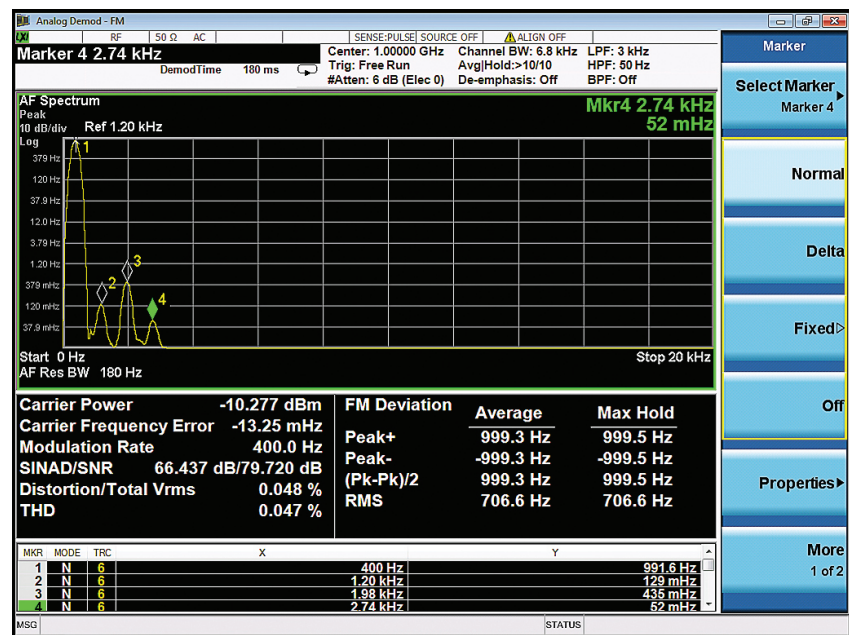 Analog Demod - FM
RF 50 Ω AC SENSE:PULSE SOURCE OFF ALIGN OFF
Marker 4 2.74 kHz
DemodTime 180 ms
Center: 1.00000 GHz Channel BW: 6.8 kHz LPF: 3 kHz
Trig: Free Run Avg|Hold:>10/10 HPF: 50 Hz
#Atten: 6 dB (Elec 0) De-emphasis: Off BPF: Off
AF Spectrum
Peak
10 dB/div Ref 1.20 kHz
Log
Mkr4 2.74 kHz
52 mHz
379 Hz
120 Hz
37.9 Hz
12.0 Hz
3.79 Hz
1.20 Hz
379 mHz
120 mHz
37.9 mHz
1
2
3
4
Start 0 Hz Stop 20 kHz
AF Res BW 180 Hz
Carrier Power -10.277 dBm
Carrier Frequency Error -13.25 mHz
Modulation Rate 400.0 Hz
SINAD/SNR 66.437 dB/79.720 dB
Distortion/Total Vrms 0.048 %
THD 0.047 %
FM Deviation Average Max Hold
Peak+ 999.3 Hz 999.5 Hz
Peak- -999.3 Hz -999.5 Hz
(Pk-Pk)/2 999.3 Hz 999.5 Hz
RMS 706.6 Hz 706.6 Hz
MKR MODE TRC X Y
1 N 6 400 Hz 991.6 Hz
2 N 6 1.20 kHz 129 mHz
3 N 6 1.98 kHz 435 mHz
4 N 6 2.74 kHz 52 mHz
MSG STATUS
Marker
Select Marker
Marker 4
Normal
Delta
Fixed
Off
Properties
More
1 of 2